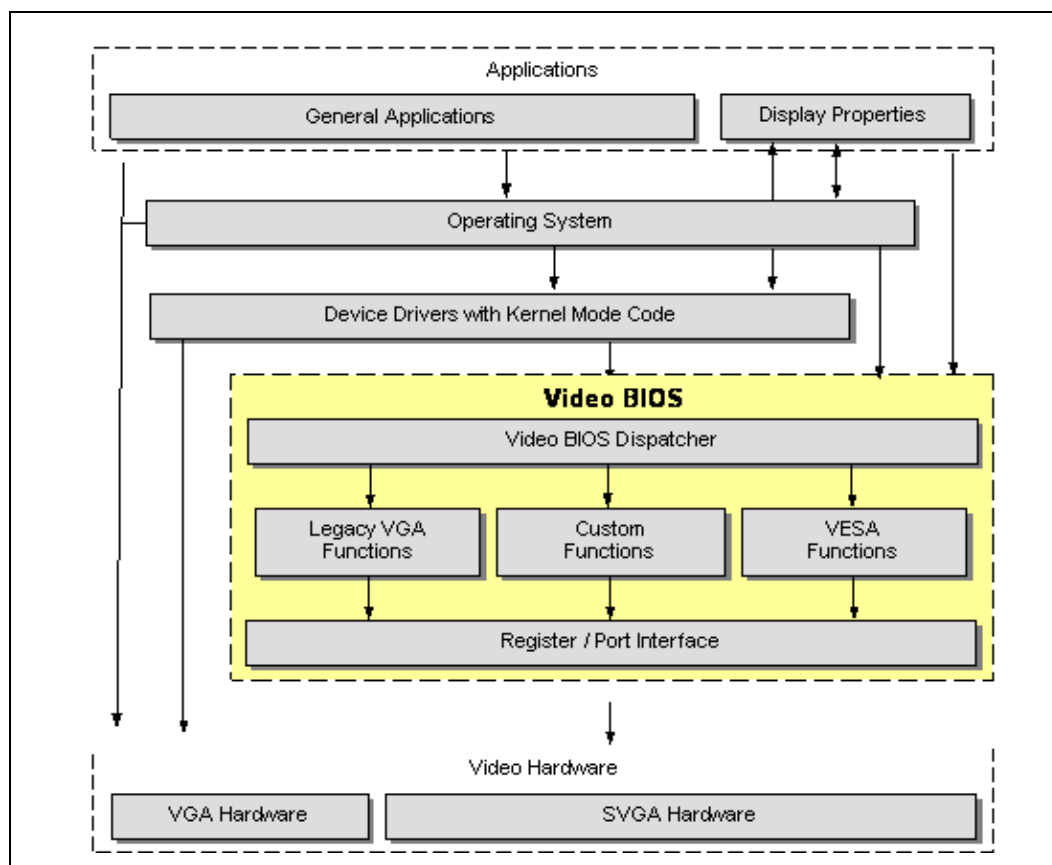 Applications
General Applications
Display Properties
Operating System
Device Drivers with Kernel Mode Code
Video BIOS
Video BIOS Dispatcher
Legacy VGA
Functions
Custom
Functions
VESA
Functions
Register / Port Interface
Video Hardware
VGA Hardware
SVGA Hardware